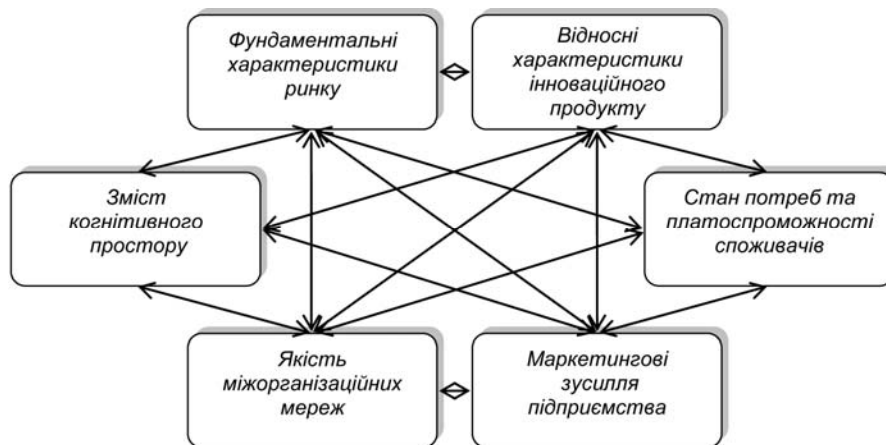 Фундаментальні
характеристики
ринку
Відносні
характеристики
інноваційного
продукту
Зміст
когнітивного
простору
Стан потреб та
платоспроможності
споживачів
Якість
міжорганізаційних
мереж
Маркетингові
зусилля
підприємства